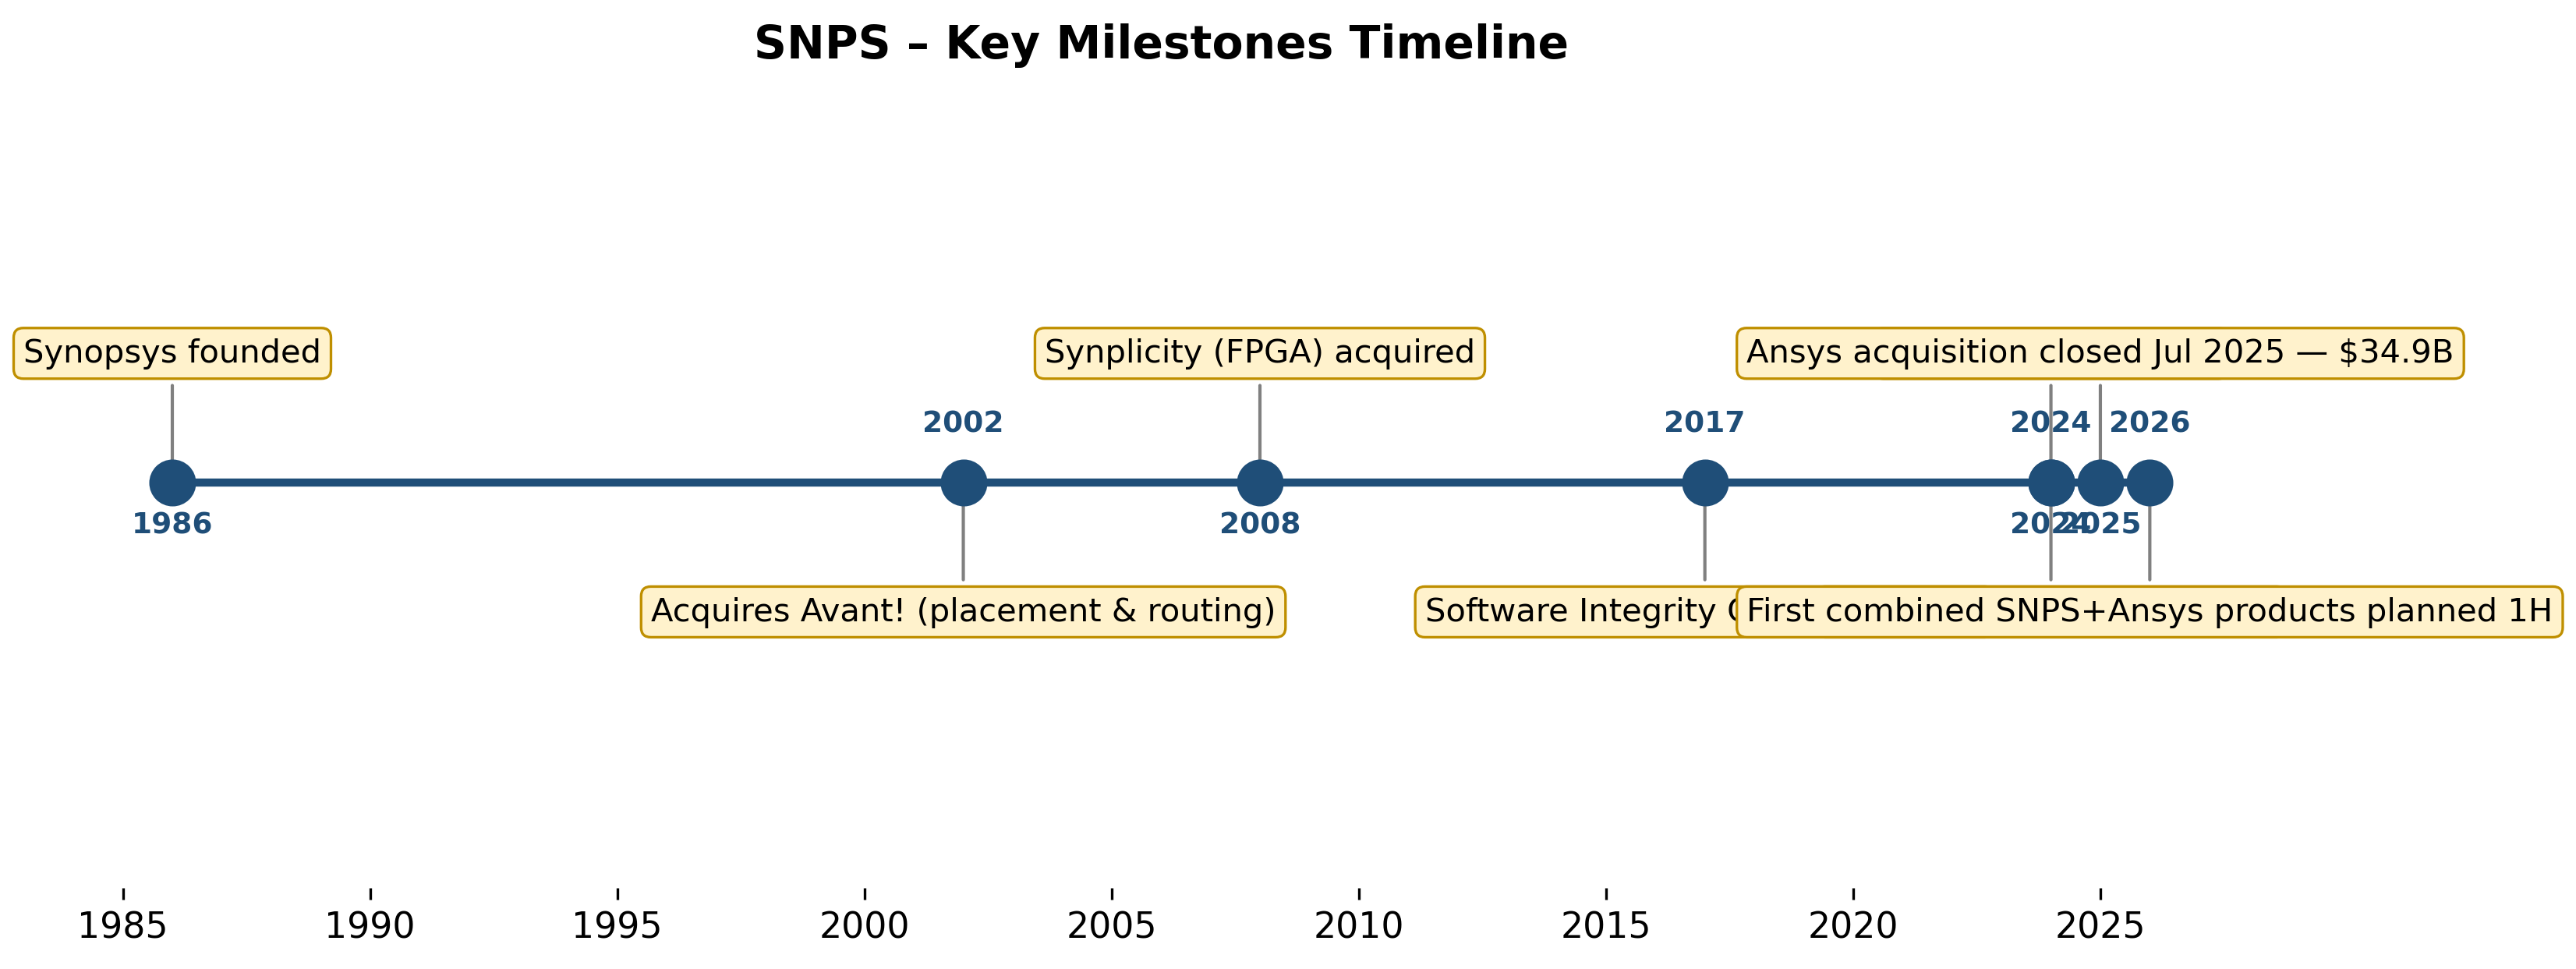 SNPS – Key Milestones Timeline
Synopsys founded
Synplicity (FPGA) acquired
Ansys acquisition closed Jul 2025 — $34.9B
2002
2017
2024
2026
1986
2008
2024
2025
Acquires Avant! (placement & routing)
Software Integrity
First combined SNPS+Ansys products planned 1H
1985
1990
1995
2000
2005
2010
2015
2020
2025